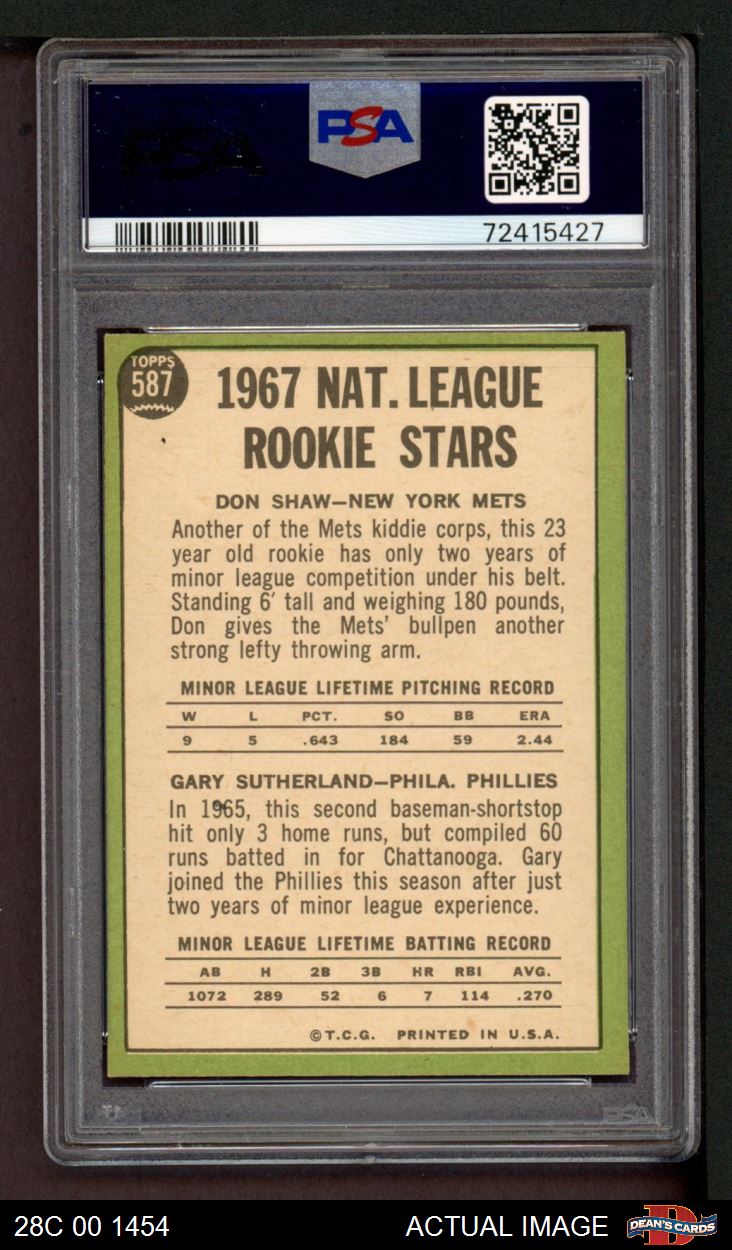 PSA
PSA
72415427
TOPPS
587
1967 NAT. LEAGUE
ROOKIE STARS
DON SHAW—NEW YORK METS
Another of the Mets kiddie corps, this 23
year old rookie has only two years of
minor league competition under his belt.
Standing 6′ tall and weighing 180 pounds,
Don gives the Mets' bullpen another
strong lefty throwing arm.
MINOR LEAGUE LIFETIME PITCHING RECORD
W L PCT. SO BB ERA
9 5 .643 184 59 2.44
GARY SUTHERLAND—PHILA. PHILLIES
In 1965, this second baseman-shortstop
hit only 3 home runs, but compiled 60
runs batted in for Chattanooga. Gary
joined the Phillies this season after just
two years of minor league experience.
MINOR LEAGUE LIFETIME BATTING RECORD
AB H 2B 3B HR RBI AVG.
1072 289 52 6 7 114 .270
©T.C.G. PRINTED IN U.S.A.
PSA
28C 00 1454 ACTUAL IMAGE DEAN'S CARDS